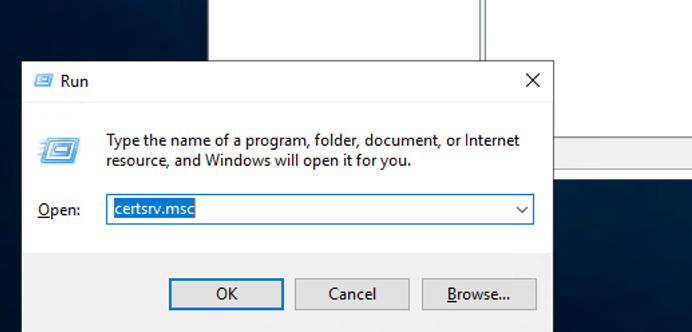 Run
Type the name of a program, folder, document, or Internet
resource, and Windows will open it for you.
Open: certsrv.msc
OK Cancel Browse...